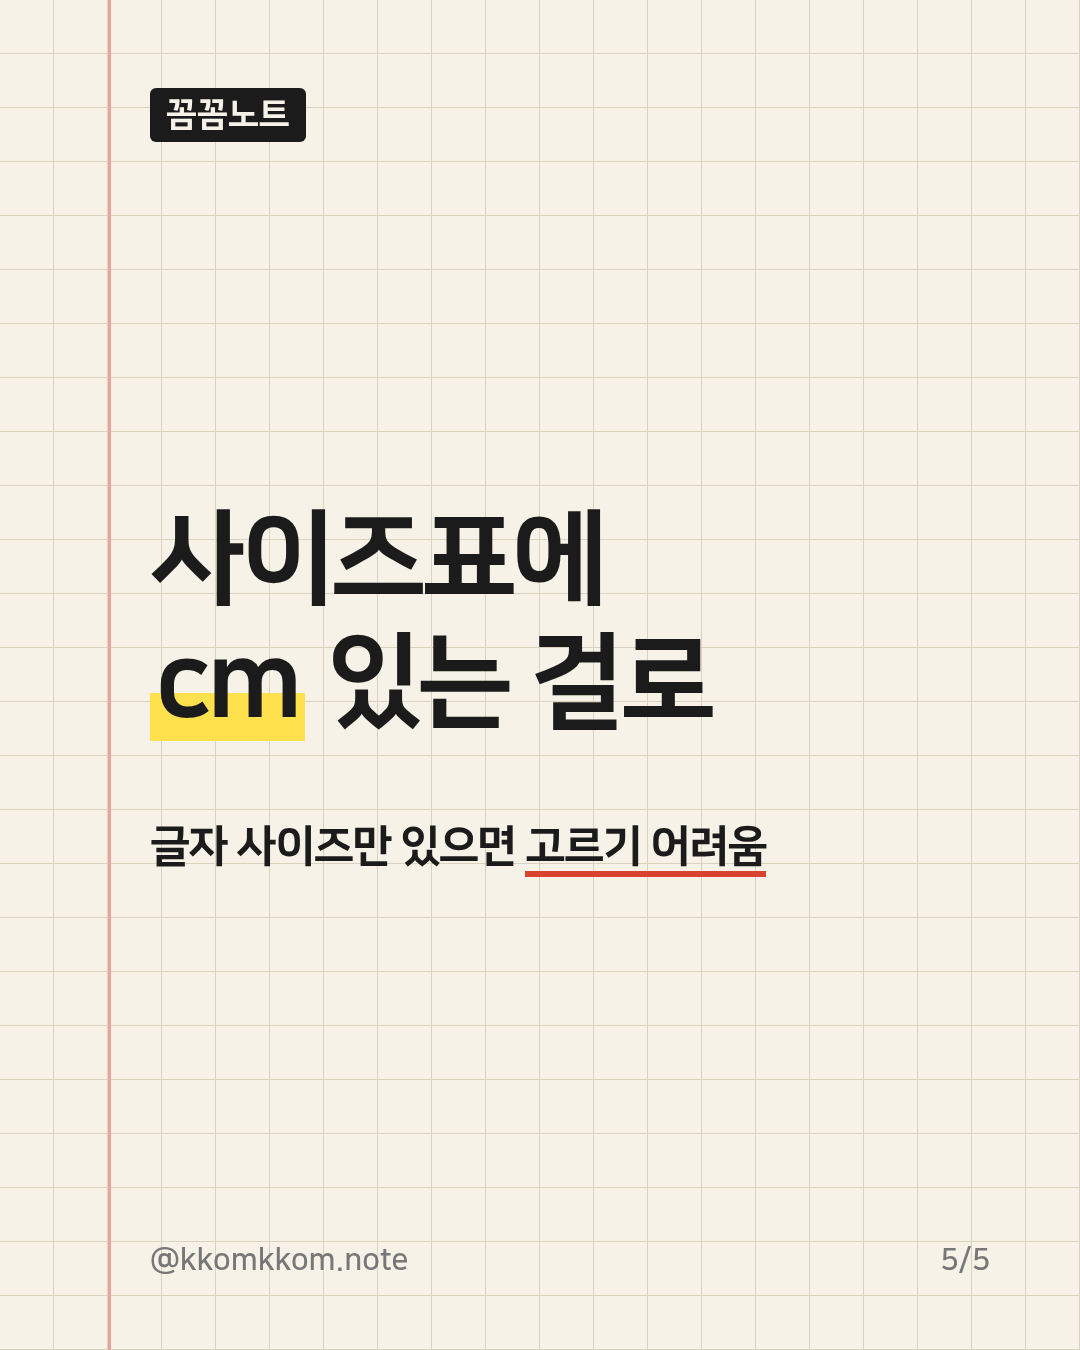 꼼꼼노트
사이즈표에
cm 있는 걸로
글자 사이즈만 있으면 고르기 어려움
@kkomkkom.note
5/5